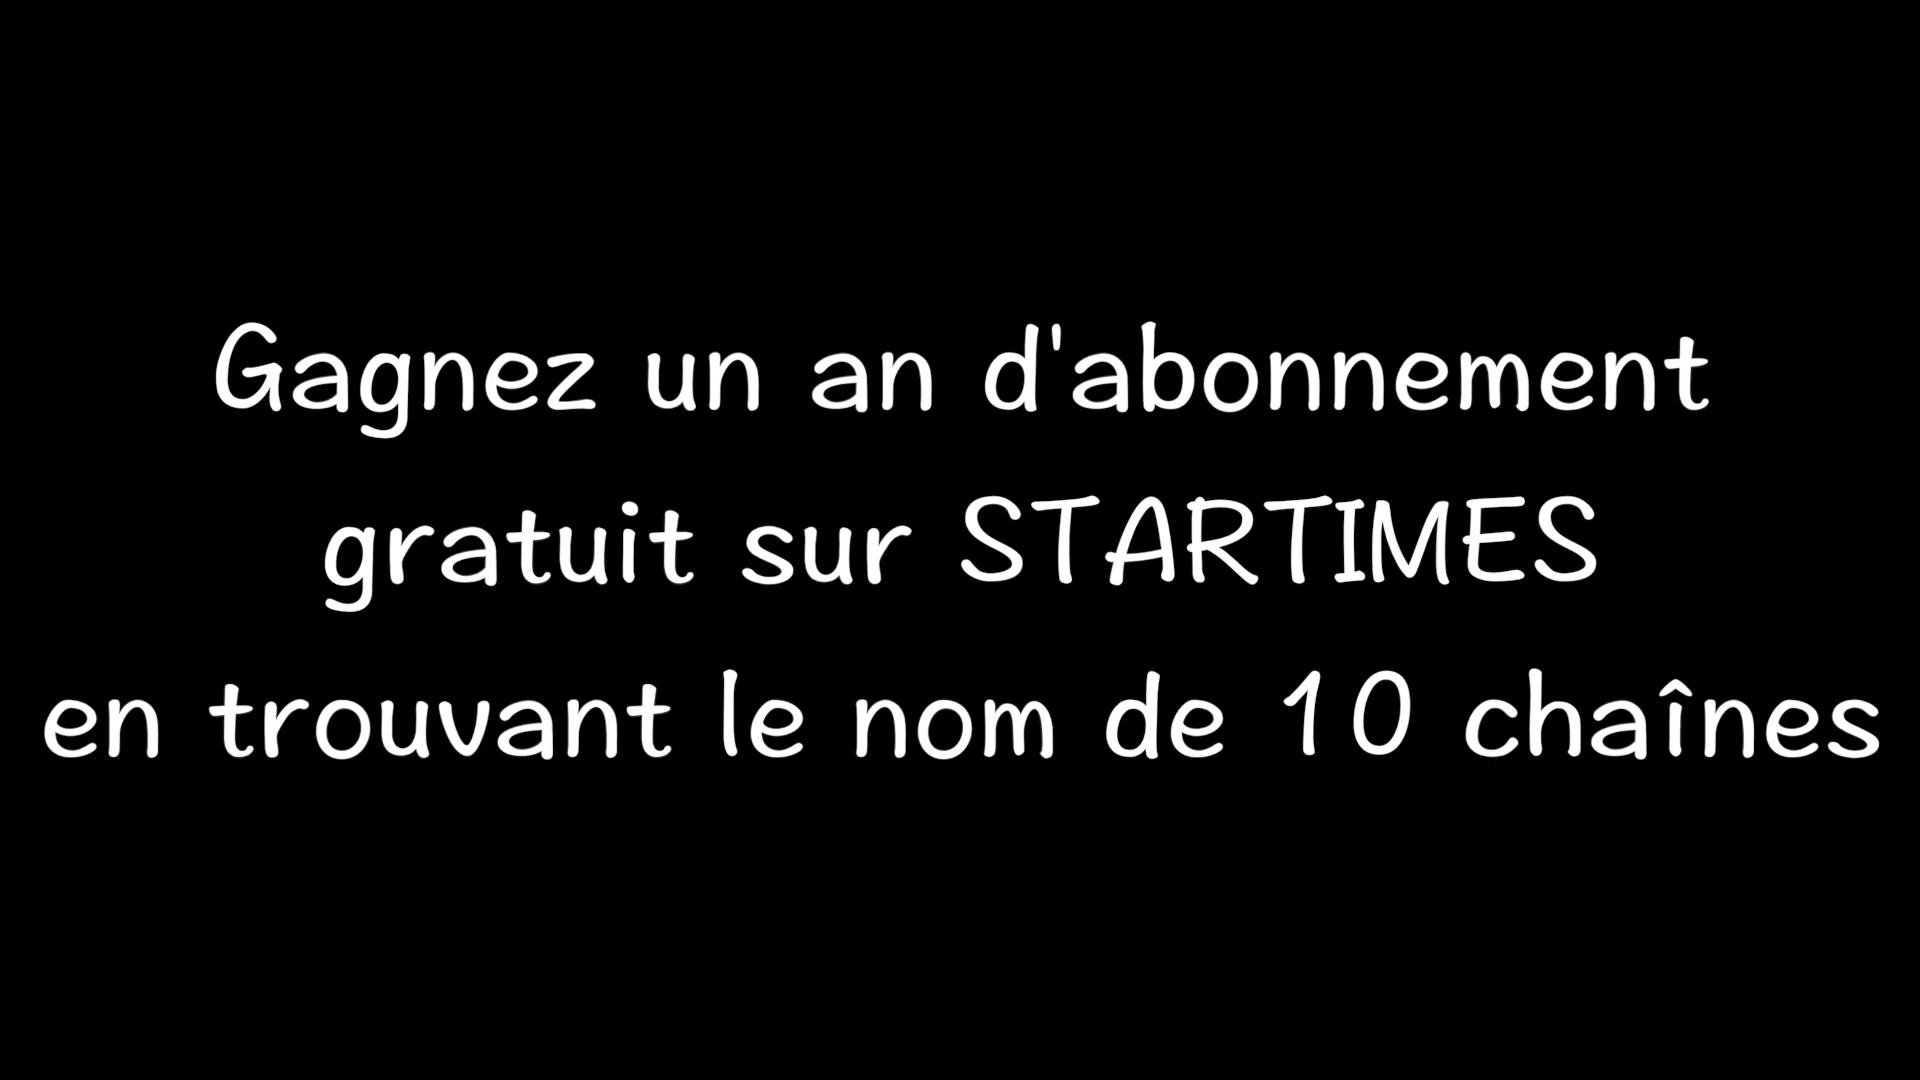 Gagnez un an d'abonnement
gratuit sur STARTIMES
en trouvant le nom de 10 chaînes